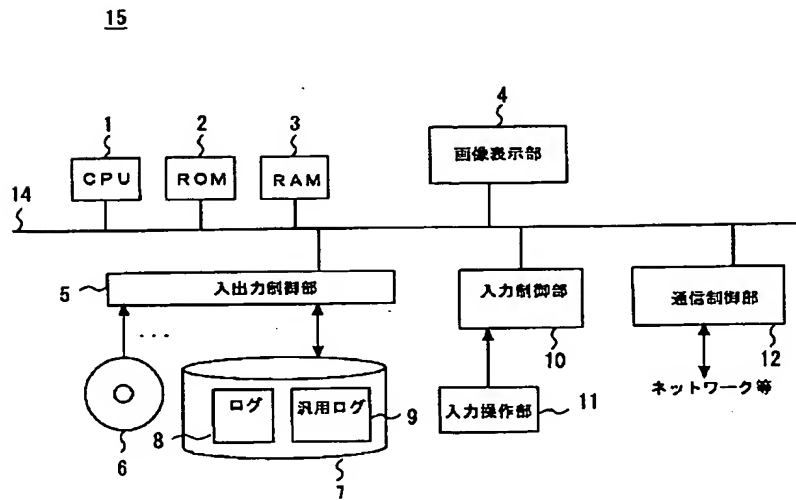 15
1
2
3
4
CPU
ROM
RAM
画像表示部
14
5
入出力制御部
入力制御部
通信制御部
...
10
12
ネットワーク等
ログ
汎用ログ
入力操作部
11
8
9
6
7